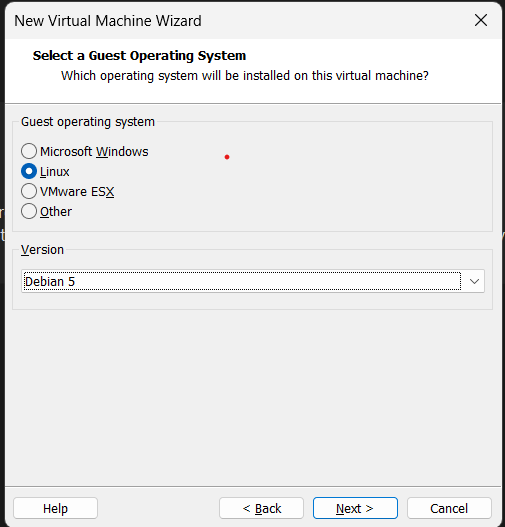 New Virtual Machine Wizard
Select a Guest Operating System
Which operating system will be installed on this virtual machine?
Guest operating system
Microsoft Windows
Linux
VMware ESX
Other
Version
Debian 5
Help
< Back
Next >
Cancel